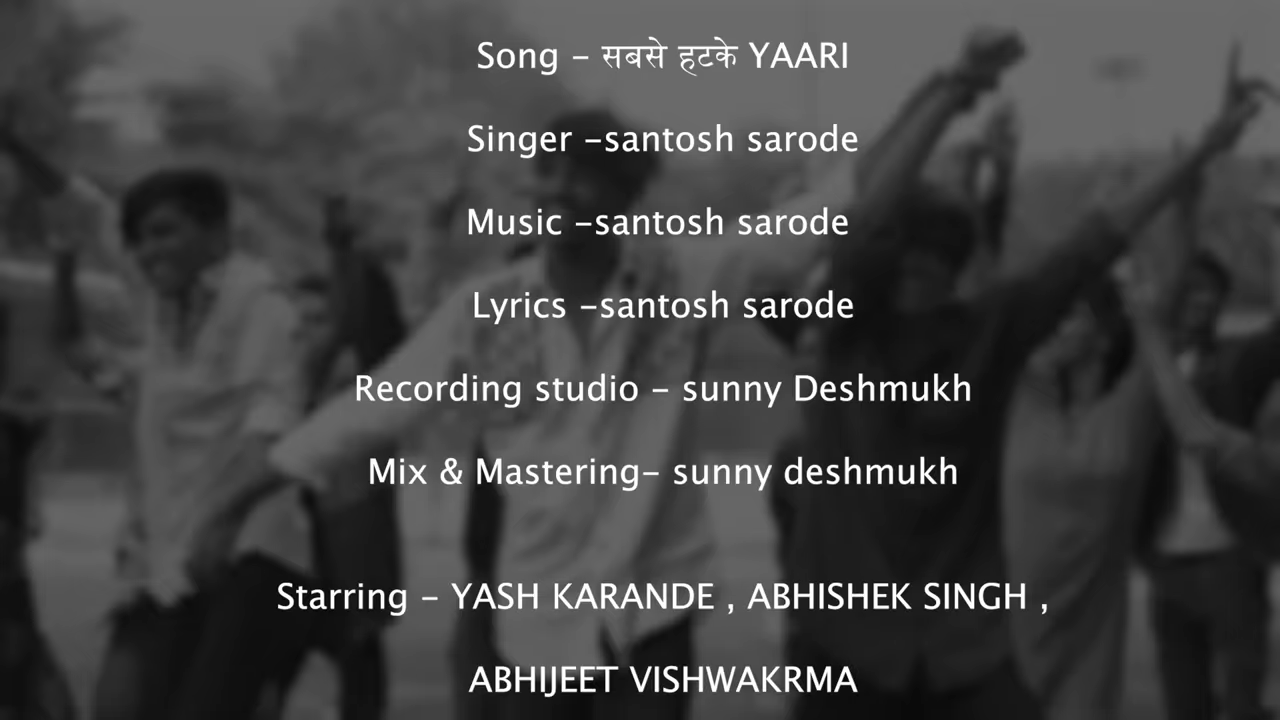 Song - सबसे हटके YAARI
Singer -santosh sarode
Music -santosh sarode
Lyrics -santosh sarode
Recording studio - sunny Deshmukh
Mix & Mastering- sunny deshmukh
Starring - YASH KARANDE , ABHISHEK SINGH ,
ABHIJEET VISHWAKRMA